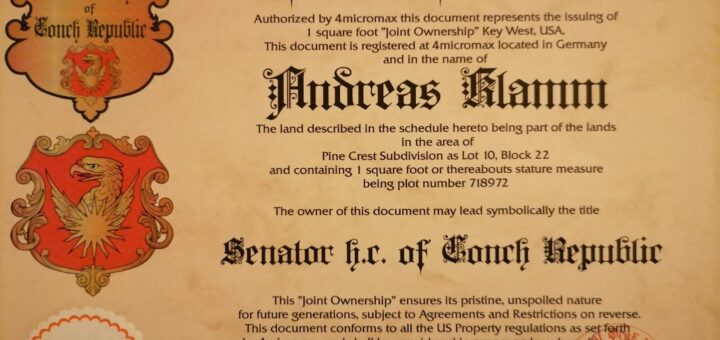 of
Conch Republic
Authorized by 4micromax this document represents the issuing of
1 square foot "Joint Ownership" Key West, USA.
This document is registered at 4micromax located in Germany
and in the name of
Andreas Klamm
The land described in the schedule hereto being part of the lands
in the area of
Pine Crest Subdivision as Lot 10, Block 22
and containing 1 square foot or thereabouts stature measure
being plot number 718972
The owner of this document may lead symbolically the title
Senator h.c. of Conch Republic
This "Joint Ownership" ensures its pristine, unspoiled nature
for future generations, subject to Agreements and Restrictions on reverse.
This document conforms to all the US Property regulations as set forth